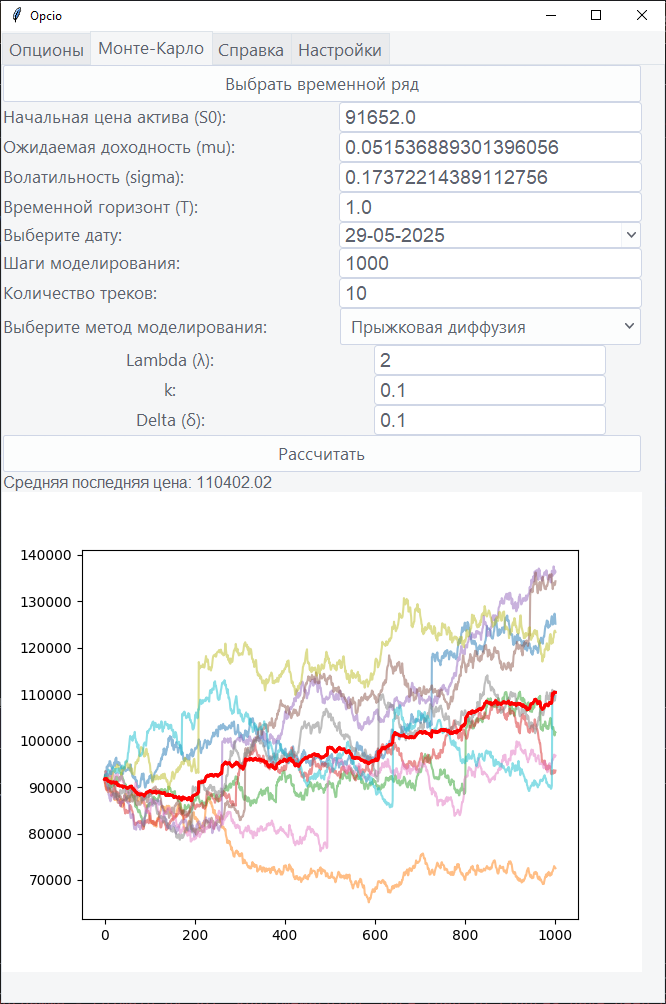 Opcio
Опционы Монте-Карло Справка Настройки
Выбрать временной ряд
Начальная цена актива (S0): 91652.0
Ожидаемая доходность (mu): 0.051536889301396056
Волатильность (sigma): 0.17372214389112756
Временной горизонт (T): 1.0
Выберите дату: 29-05-2025
Шаги моделирования: 1000
Количество треков: 10
Выберите метод моделирования: Прыжковая диффузия
Lambda (λ): 2
k: 0.1
Delta (δ): 0.1
Рассчитать
Средняя последняя цена: 110402.02
140000
130000
120000
110000
100000
90000
80000
70000
0 200 400 600 800 1000